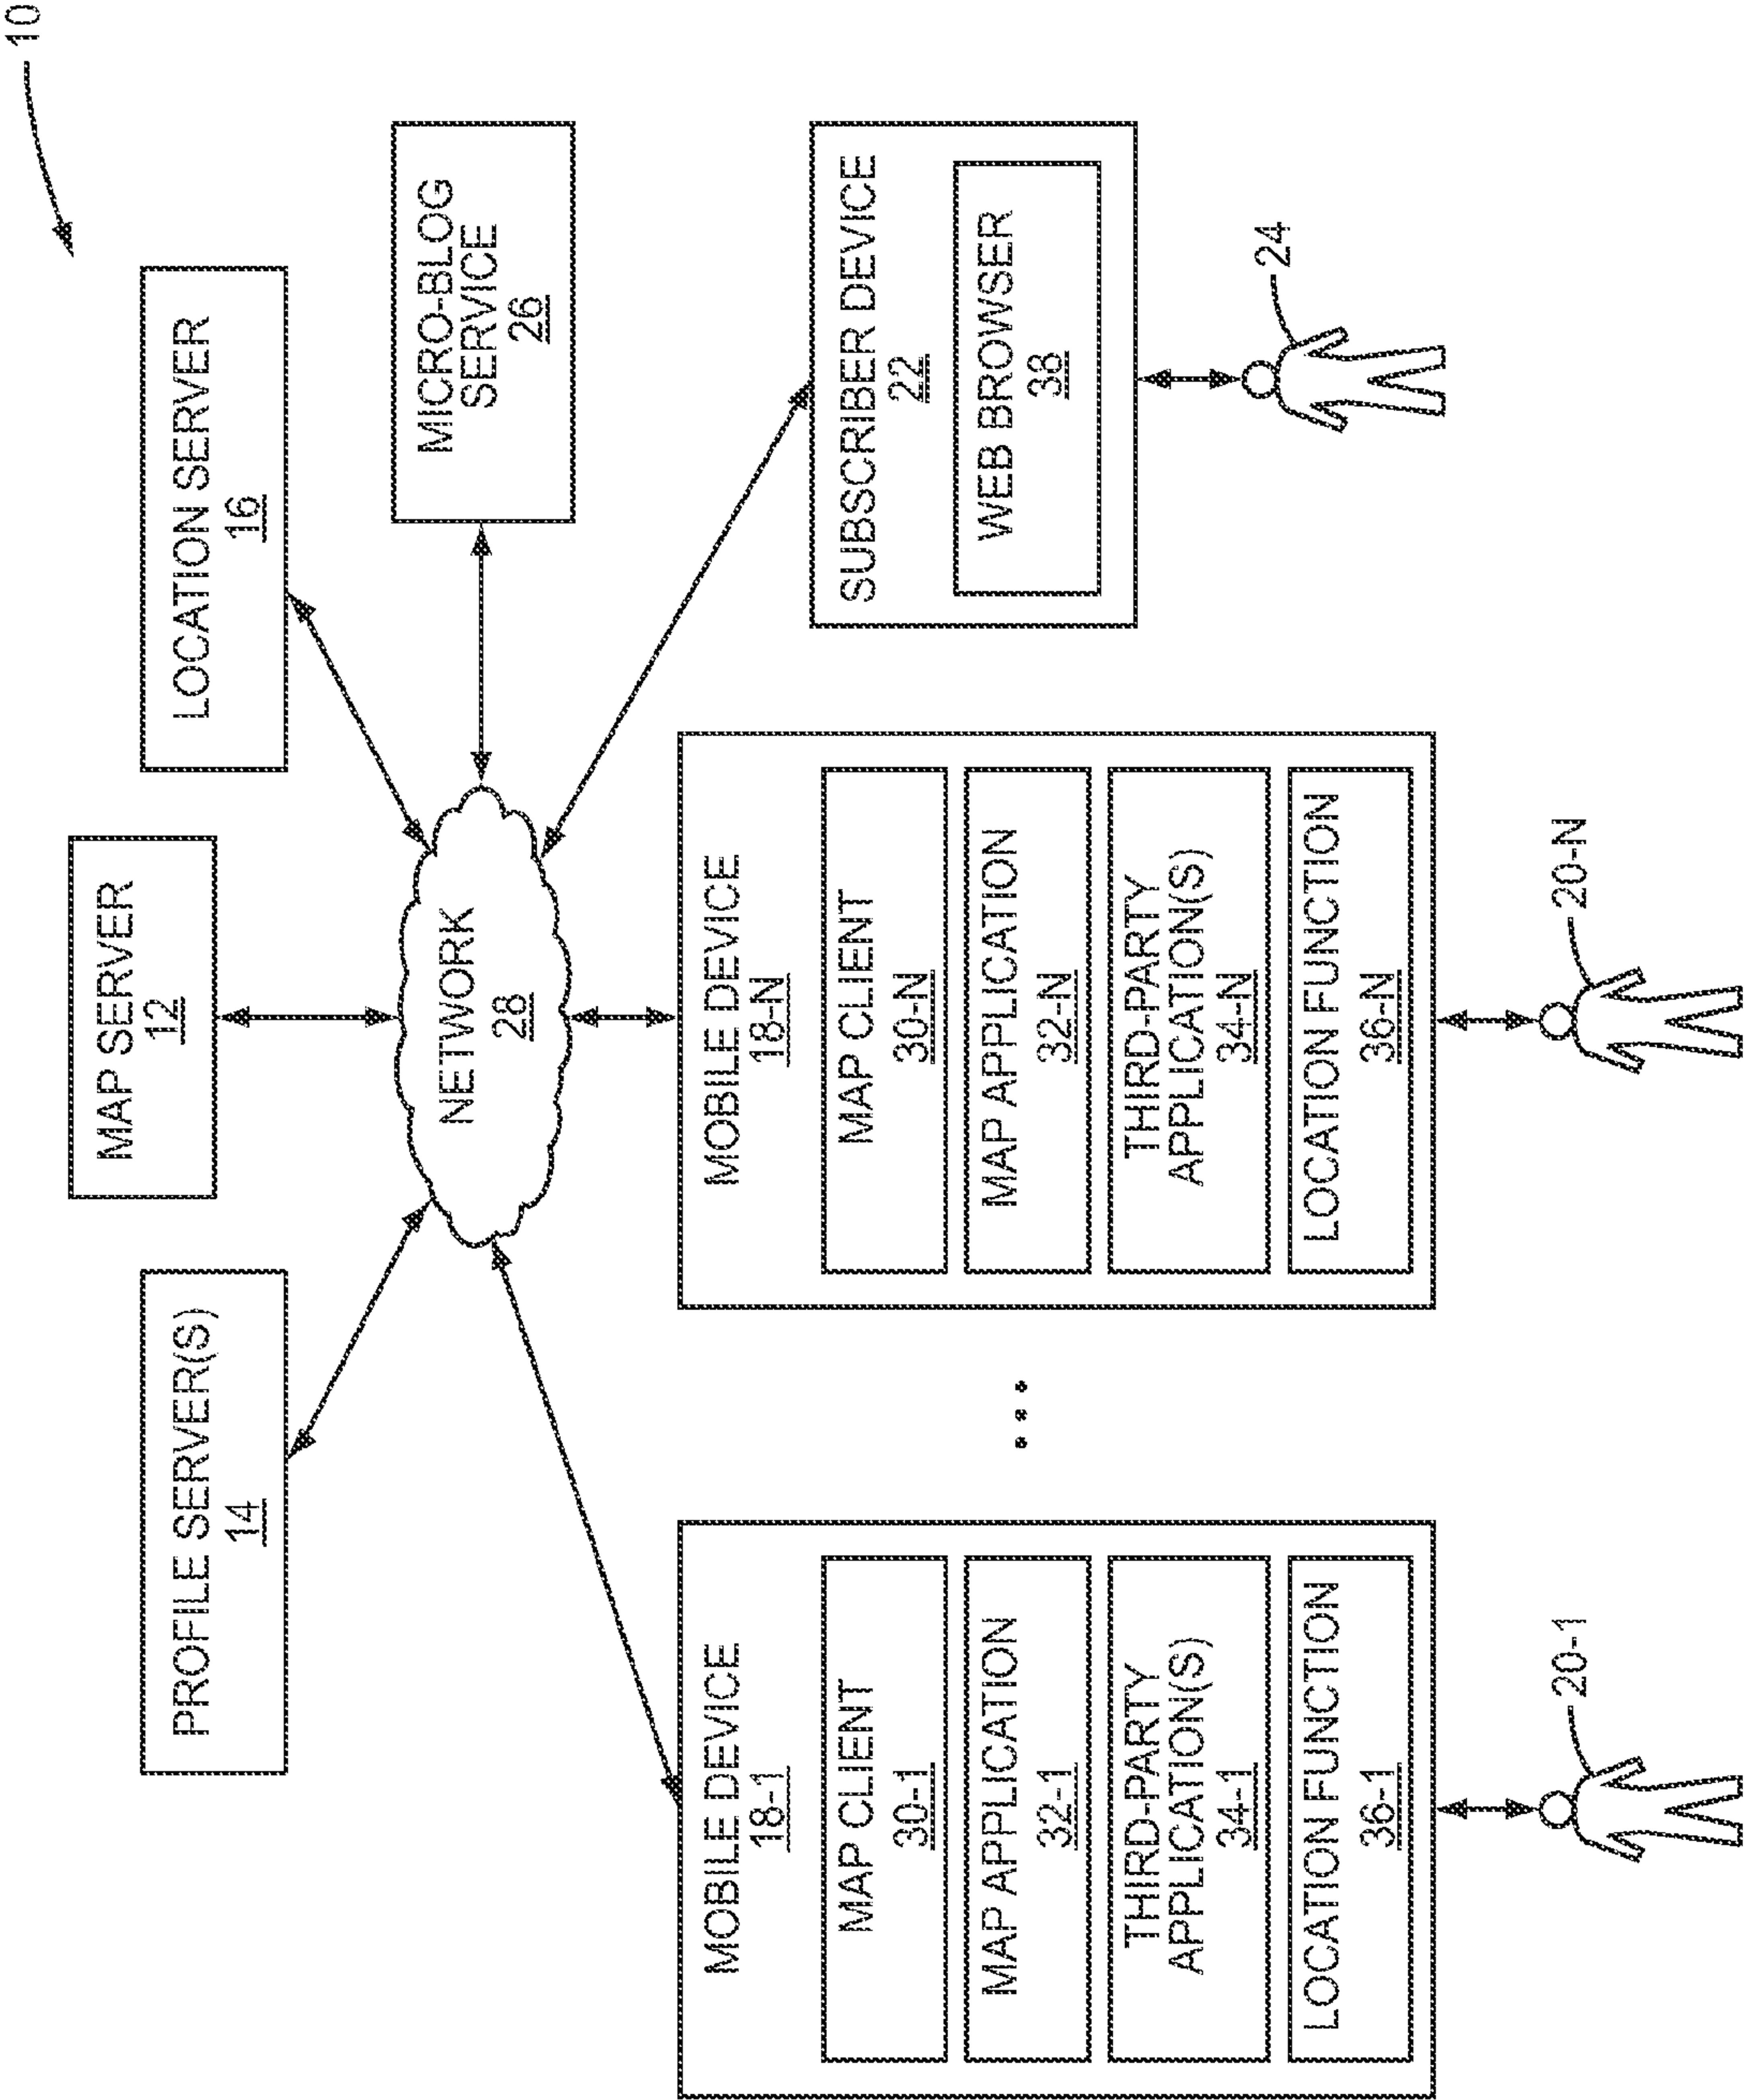 10
MAP SERVER
12
PROFILE SERVER(S)
14
LOCATION SERVER
16
MICRO-BLOG
SERVICE
26
NETWORK
28
MOBILE DEVICE
18-1
MAP CLIENT
30-1
MAP APPLICATION
32-1
THIRD-PARTY
APPLICATION(S)
34-1
LOCATION FUNCTION
36-1
20-1
MOBILE DEVICE
18-N
MAP CLIENT
30-N
MAP APPLICATION
32-N
THIRD-PARTY
APPLICATION(S)
34-N
LOCATION FUNCTION
36-N
20-N
SUBSCRIBER DEVICE
22
WEB BROWSER
38
24